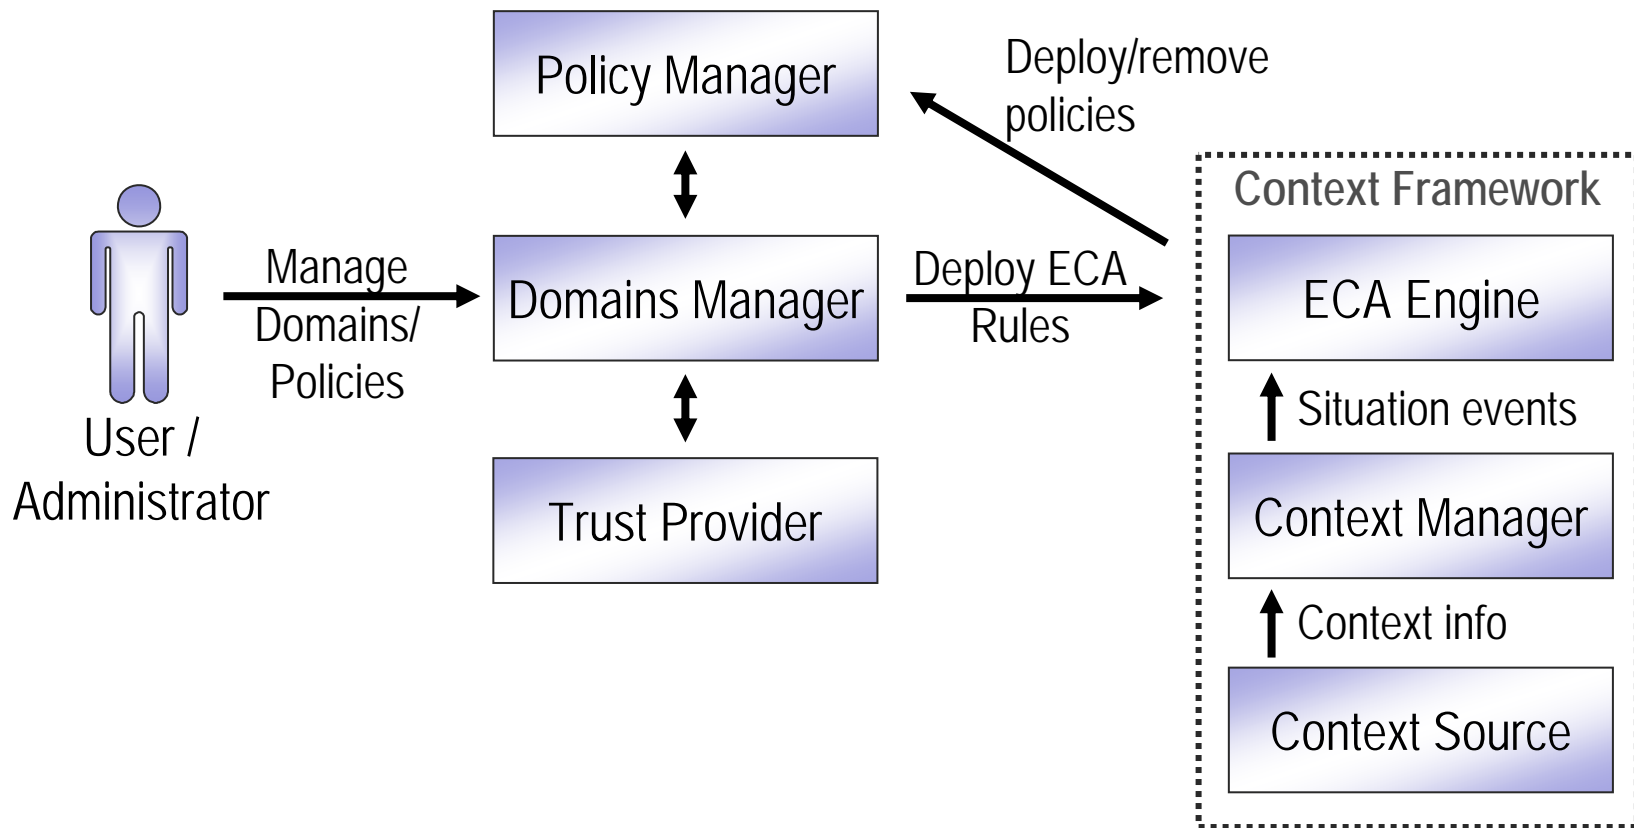 Policy Manager
Deploy/remove
policies
Context Framework
Manage
Domains/
Policies
Domains Manager
Deploy ECA
Rules
ECA Engine
Situation events
User /
Administrator
Trust Provider
Context Manager
Context info
Context Source